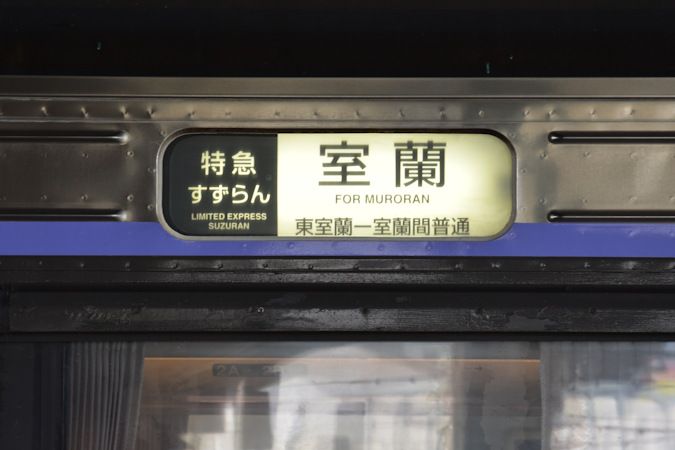 特急
すずらん
LIMITED EXPRESS
SUZURAN
室蘭
FOR MURORAN
東室蘭ー室蘭間普通